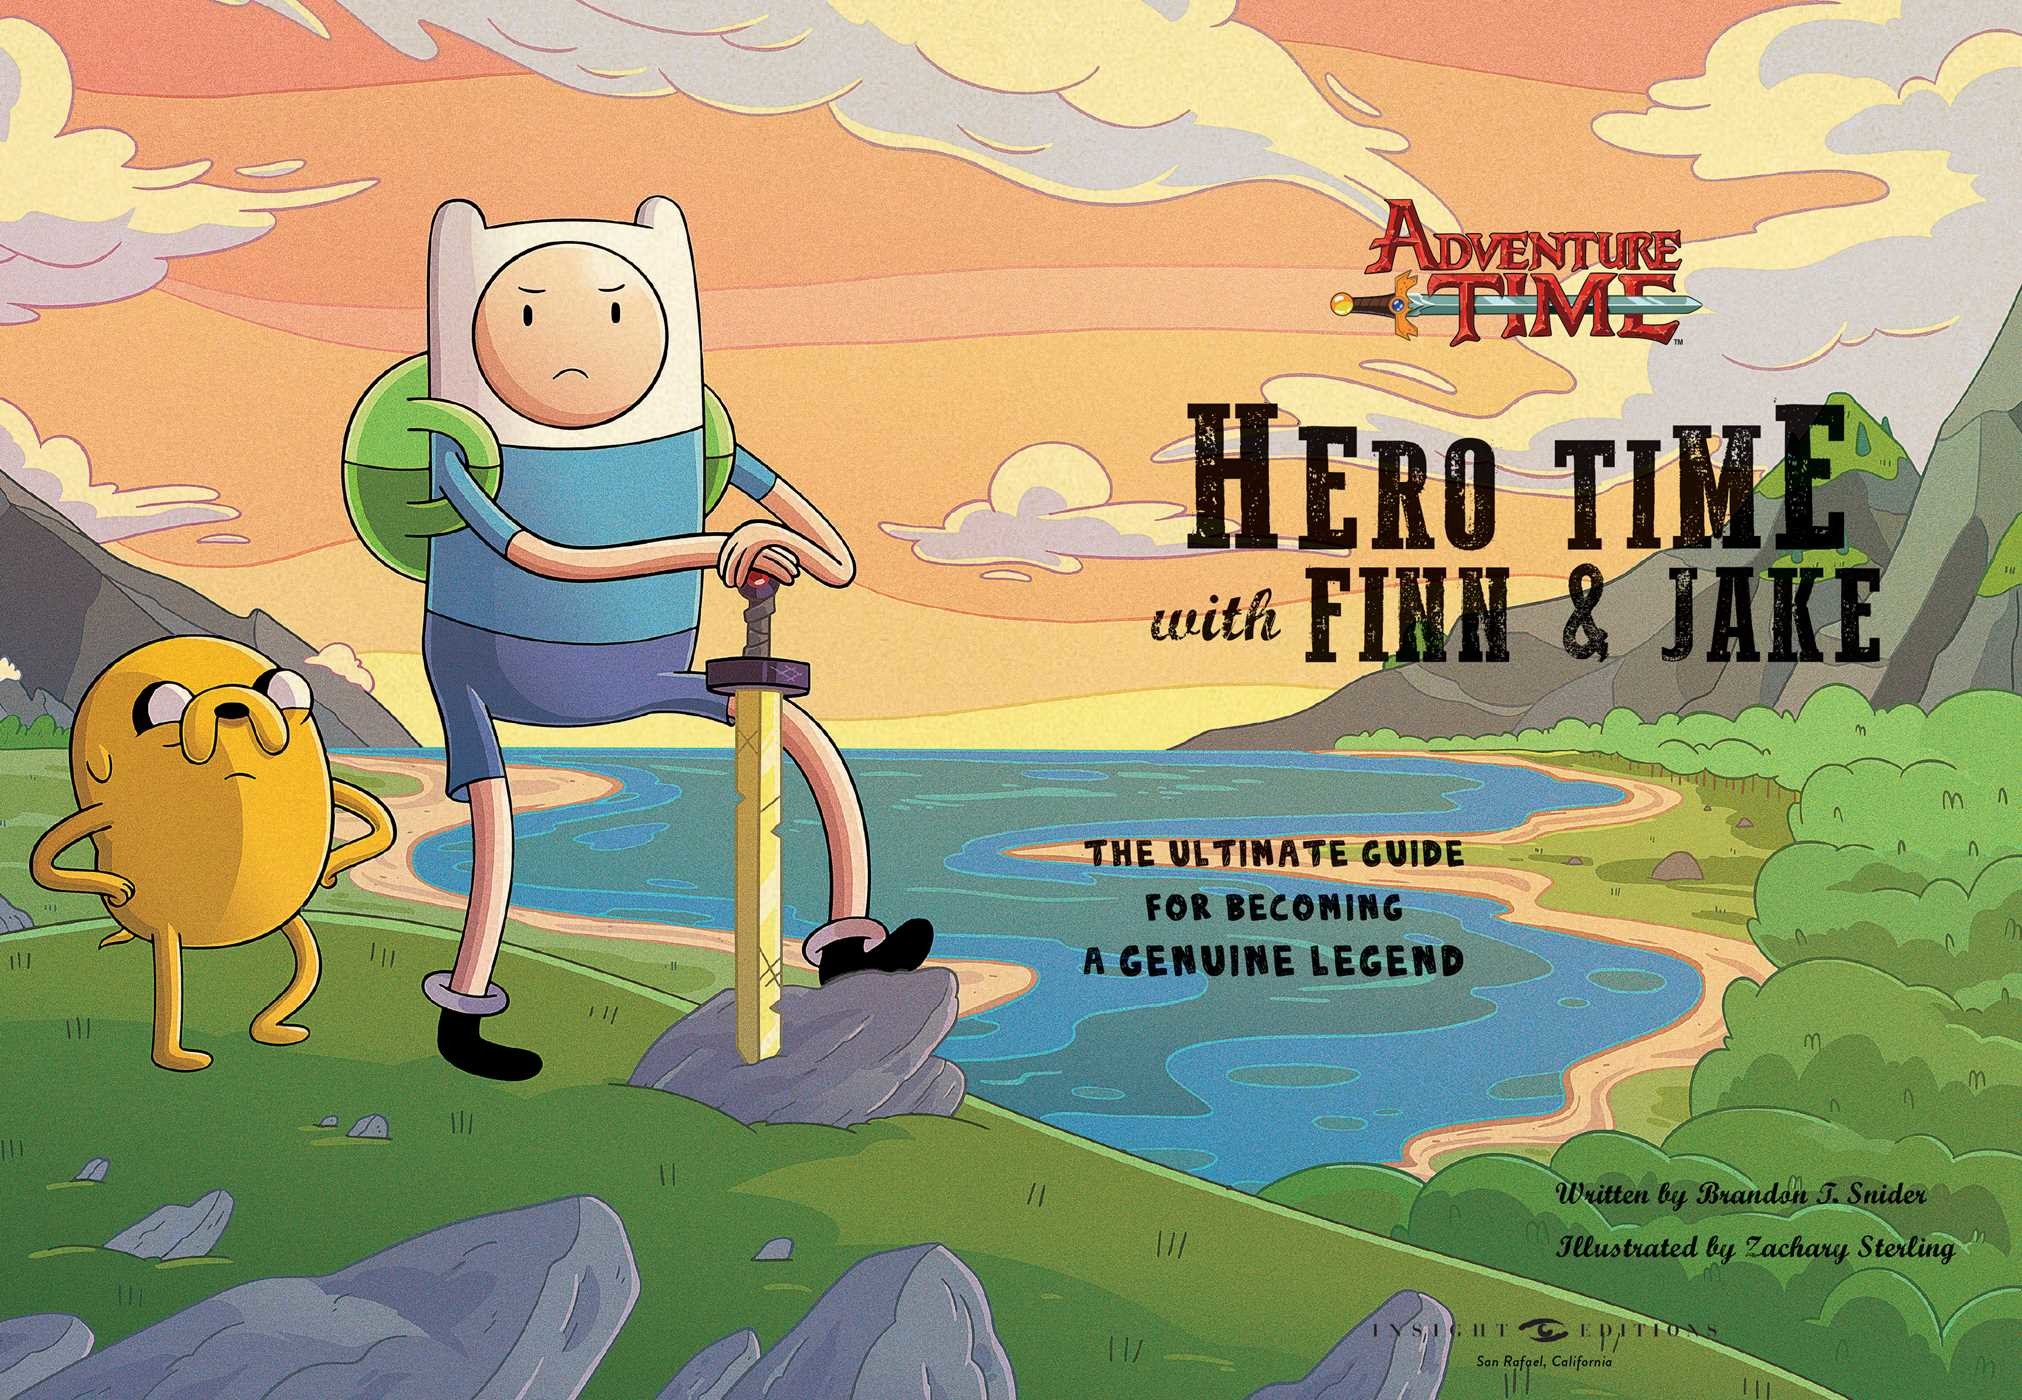 ADVENTURE
TIME™
HERO TIME
with FINN & JAKE
THE ULTIMATE GUIDE
FOR BECOMING
A GENUINE LEGEND
Written by Brandon T. Snider
Illustrated by Zachary Sterling
INSIGHT EDITIONS
San Rafael, California